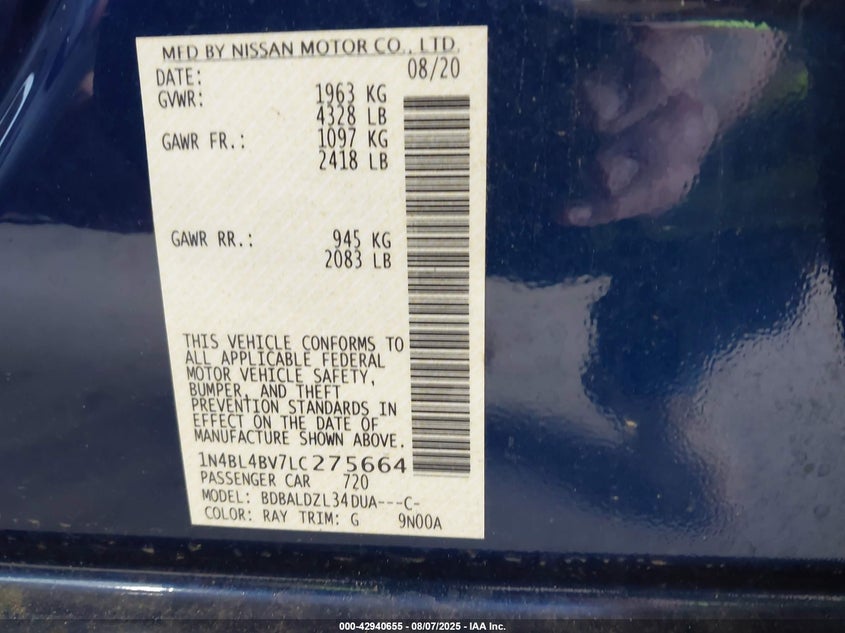 MFD BY NISSAN MOTOR CO., LTD.
DATE: 08/20
GVWR: 1963 KG
4328 LB
GAWR FR.: 1097 KG
2418 LB
GAWR RR.: 945 KG
2083 LB
THIS VEHICLE CONFORMS TO
ALL APPLICABLE FEDERAL
MOTOR VEHICLE SAFETY,
BUMPER, AND THEFT
PREVENTION STANDARDS IN
EFFECT ON THE DATE OF
MANUFACTURE SHOWN ABOVE.
1N4BL4BV7LC275664
PASSENGER CAR 720
MODEL: BDBALDZL34DUA---C-
COLOR: RAY TRIM: G 9N00A
000-42940655 - 08/07/2025 - IAA Inc.